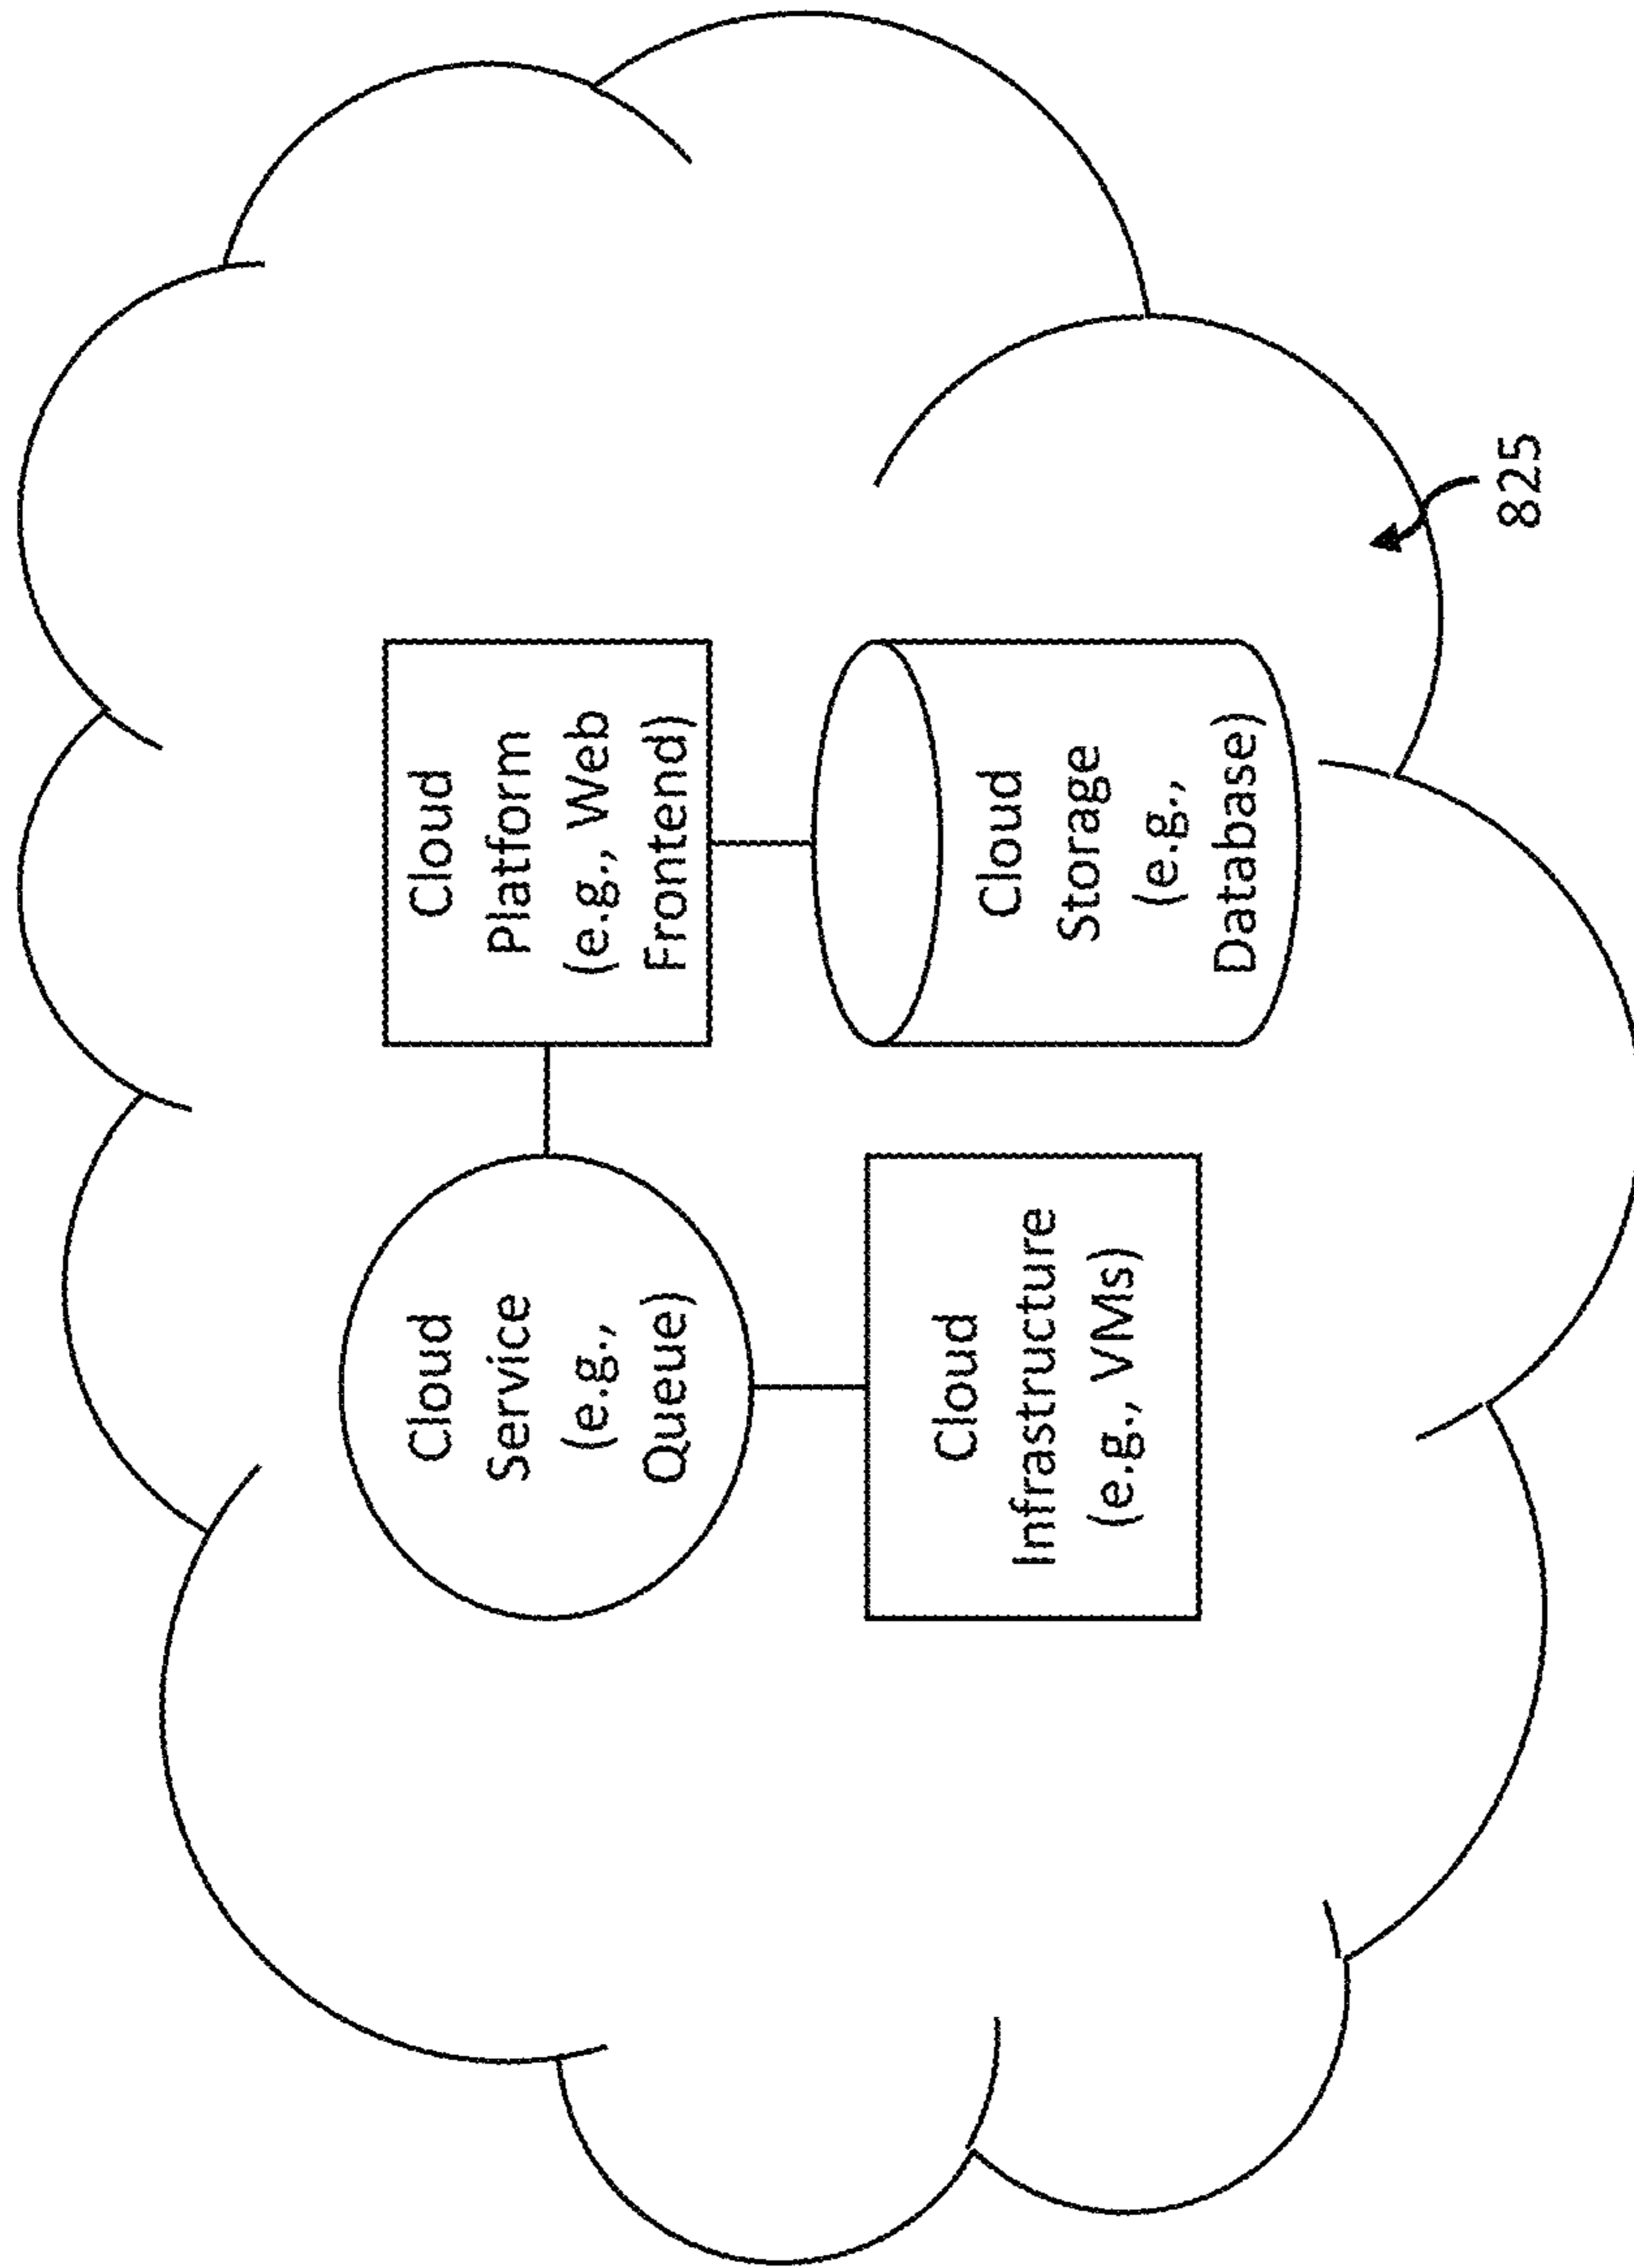 Cloud
Service
(e.g.,
Queue)
Cloud
Platform
(e.g., Web
Frontend)
Cloud
Infrastructure
(e.g., VMs)
Cloud
Storage
(e.g.,
Database)
825